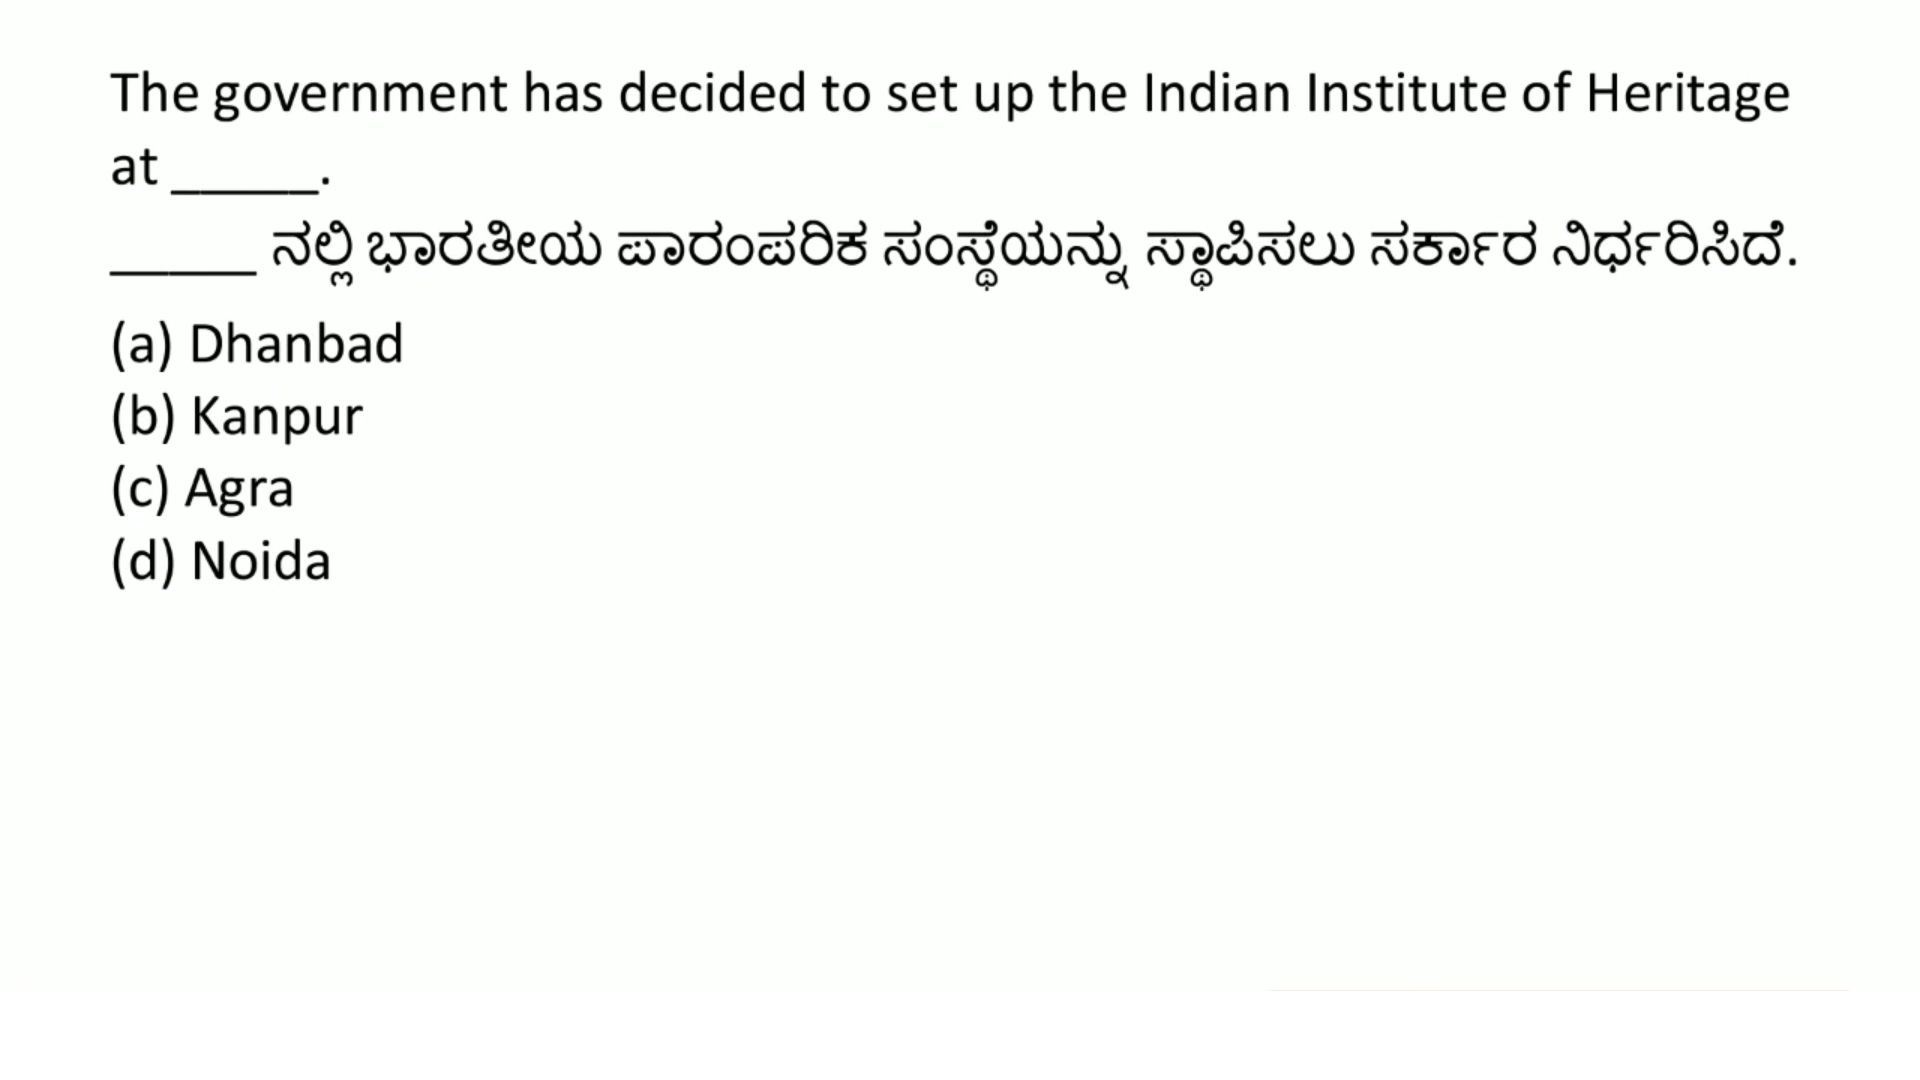 The government has decided to set up the Indian Institute of Heritage
at _____.
_____ ನಲ್ಲಿ ಭಾರತೀಯ ಪಾರಂಪರಿಕ ಸಂಸ್ಥೆಯನ್ನು ಸ್ಥಾಪಿಸಲು ಸರ್ಕಾರ ನಿರ್ಧರಿಸಿದೆ.
(a) Dhanbad
(b) Kanpur
(c) Agra
(d) Noida